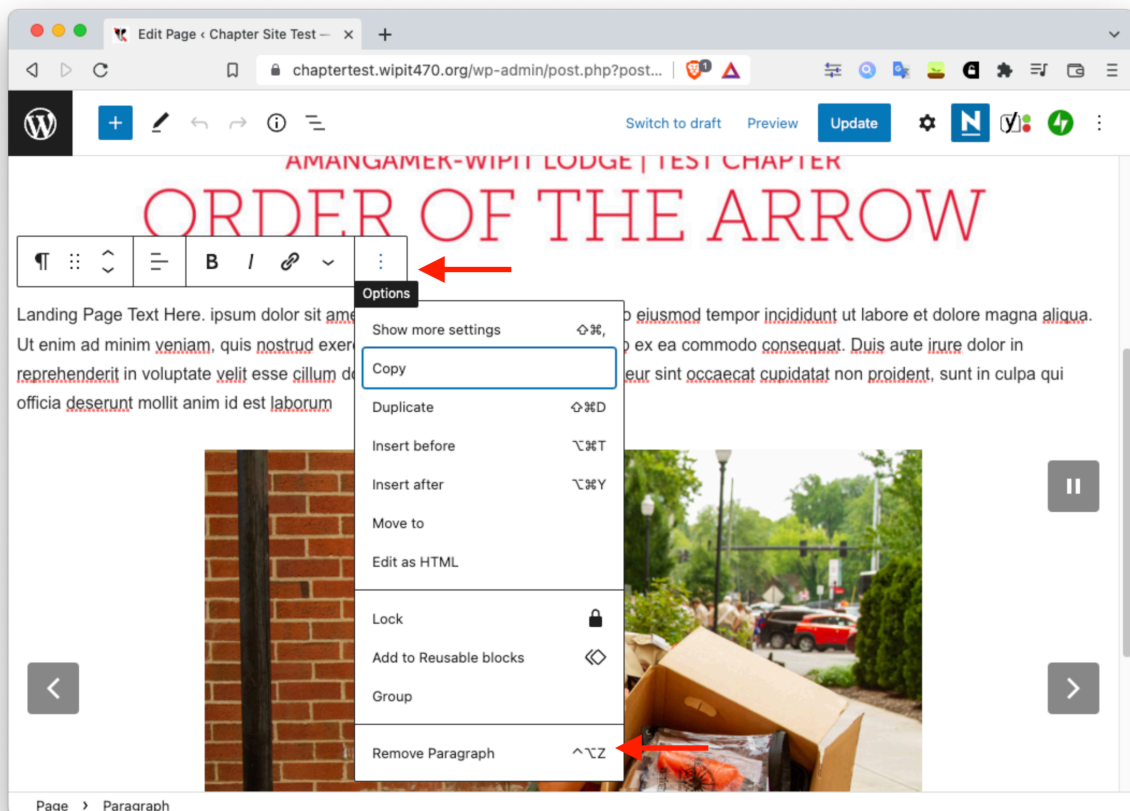 Edit Page ‹ Chapter Site Test —
chaptertest.wipit470.org/wp-admin/post.php?post...
1
Switch to draft Preview Update
AMANGAMEK-WIPIT LODGE | TEST CHAPTER
ORDER OF THE ARROW
B I
Options
Landing Page Text Here. ipsum dolor sit ame o eiusmod tempor incididunt ut labore et dolore magna aliqua.
Ut enim ad minim veniam, quis nostrud exer ex ea commodo consequat. Duis aute irure dolor in
reprehenderit in voluptate velit esse cillum do eur sint occaecat cupidatat non proident, sunt in culpa qui
officia deserunt mollit anim id est laborum
Show more settings ⇧⌘,
Copy
Duplicate ⇧⌘D
Insert before ⌥⌘T
Insert after ⌥⌘Y
Move to
Edit as HTML
Lock
Add to Reusable blocks
Group
Remove Paragraph ^⌥Z
Page › Paragraph